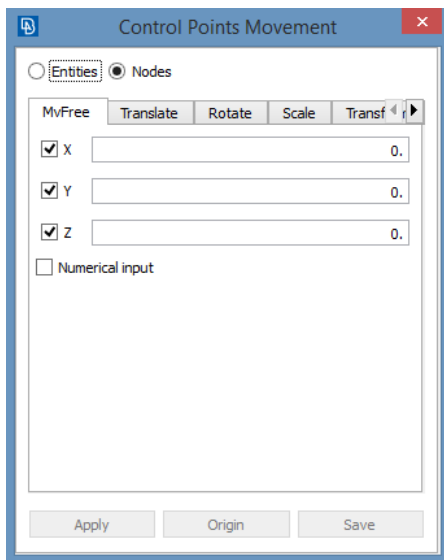 Control Points Movement
Entities Nodes
MvFree Translate Rotate Scale
X 0.
Y 0.
Z 0.
Numerical input
Apply Origin Save